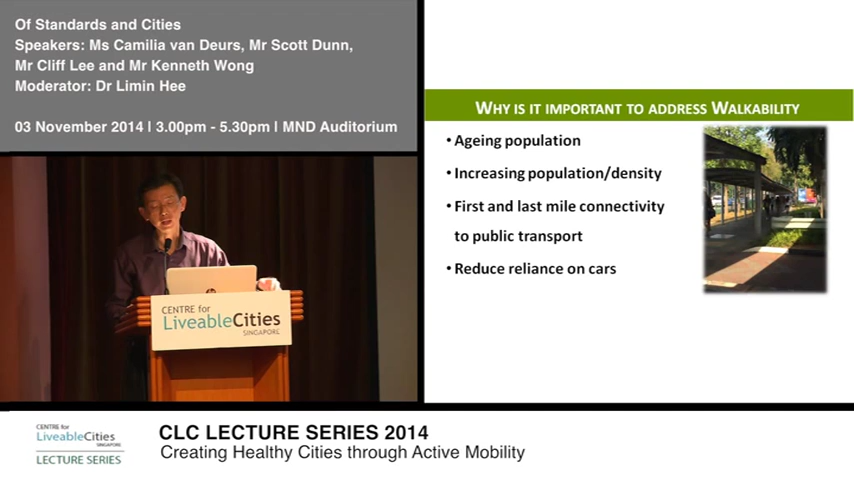 Of Standards and Cities
Speakers: Ms Camilia van Deurs, Mr Scott Dunn,
Mr Cliff Lee and Mr Kenneth Wong
Moderator: Dr Limin Hee
03 November 2014 I 3.00pm - 5.30pm I MND Auditorium
WHY IS IT IMPORTANT TO ADDRESS WALKABILITY
• Ageing population
• Increasing population/density
• First and last mile connectivity
to public transport
• Reduce reliance on cars
CENTRE for
LiveableCities
SINGAPORE
CENTRE for
LiveableCities
SINGAPORE
LECTURE SERIES
CLC LECTURE SERIES 2014
Creating Healthy Cities through Active Mobility